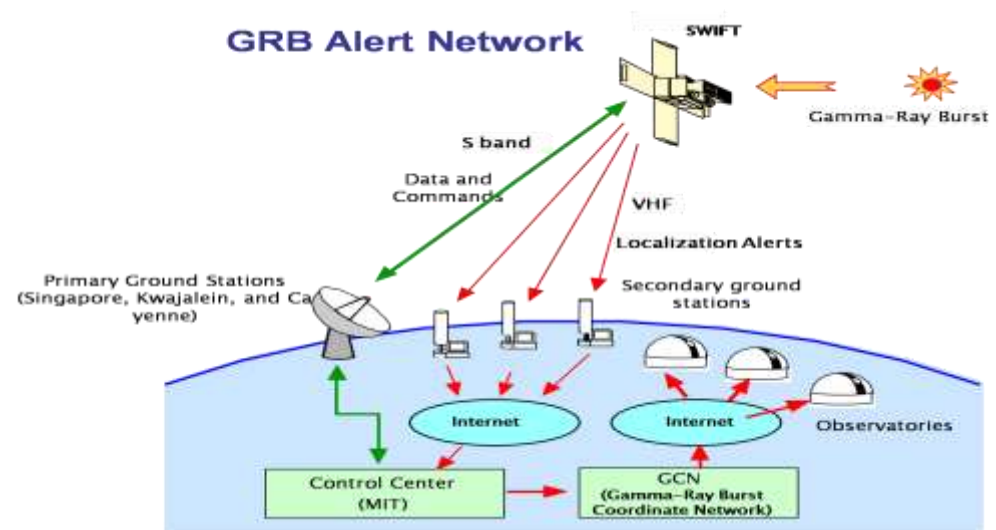 GRB Alert Network
SWIFT
Gamma-Ray Burst
S band
Data and
Commands
VHF
Localization Alerts
Primary Ground Stations
(Singapore, Kwajalein, and Ca
yenne)
Secondary ground
stations
Internet
Internet
Observatories
Control Center
(MIT)
GCN
(Gamma-Ray Burst
Coordinate Network)